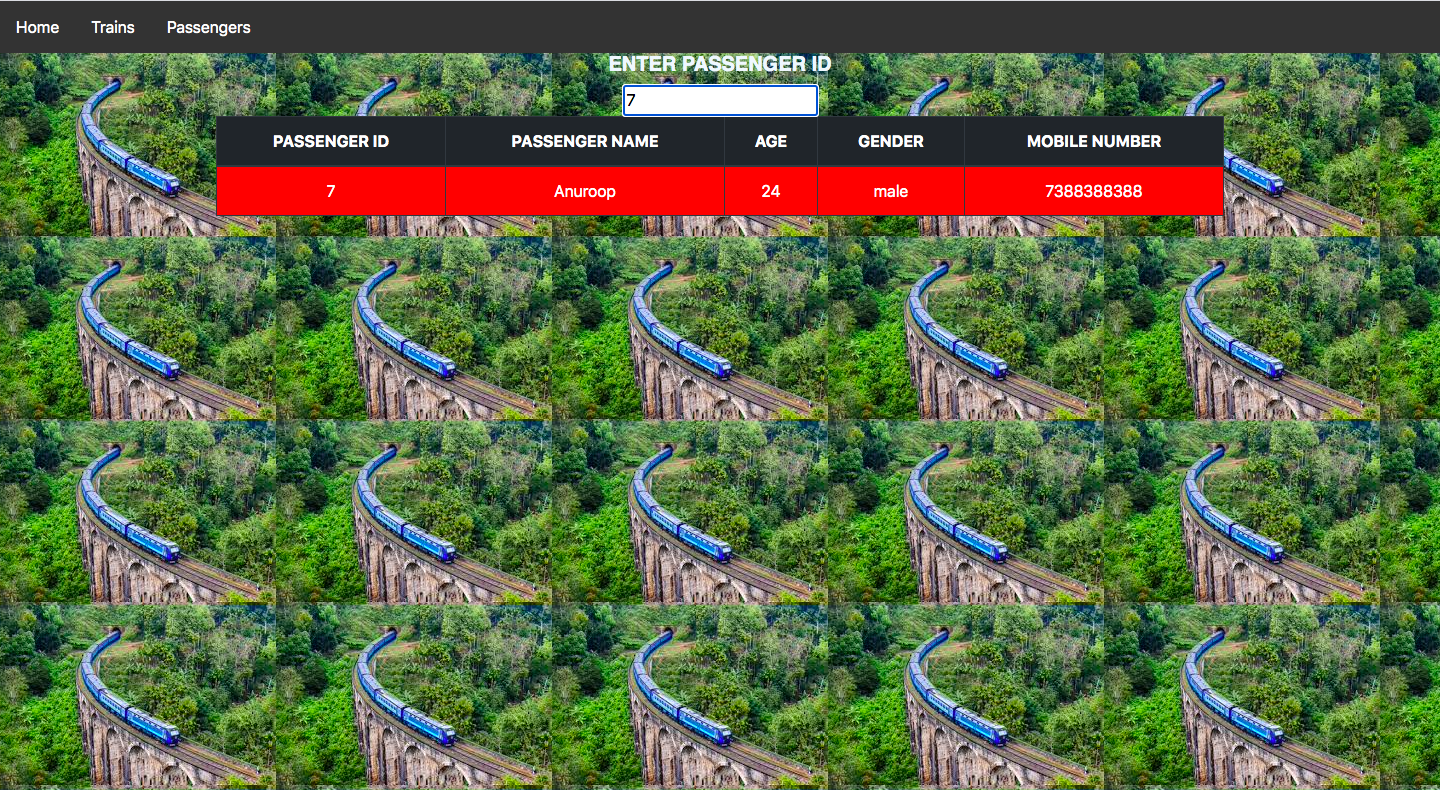 Home Trains Passengers
ENTER PASSENGER ID
7
PASSENGER ID PASSENGER NAME AGE GENDER MOBILE NUMBER
7 Anuroop 24 male 7388388388